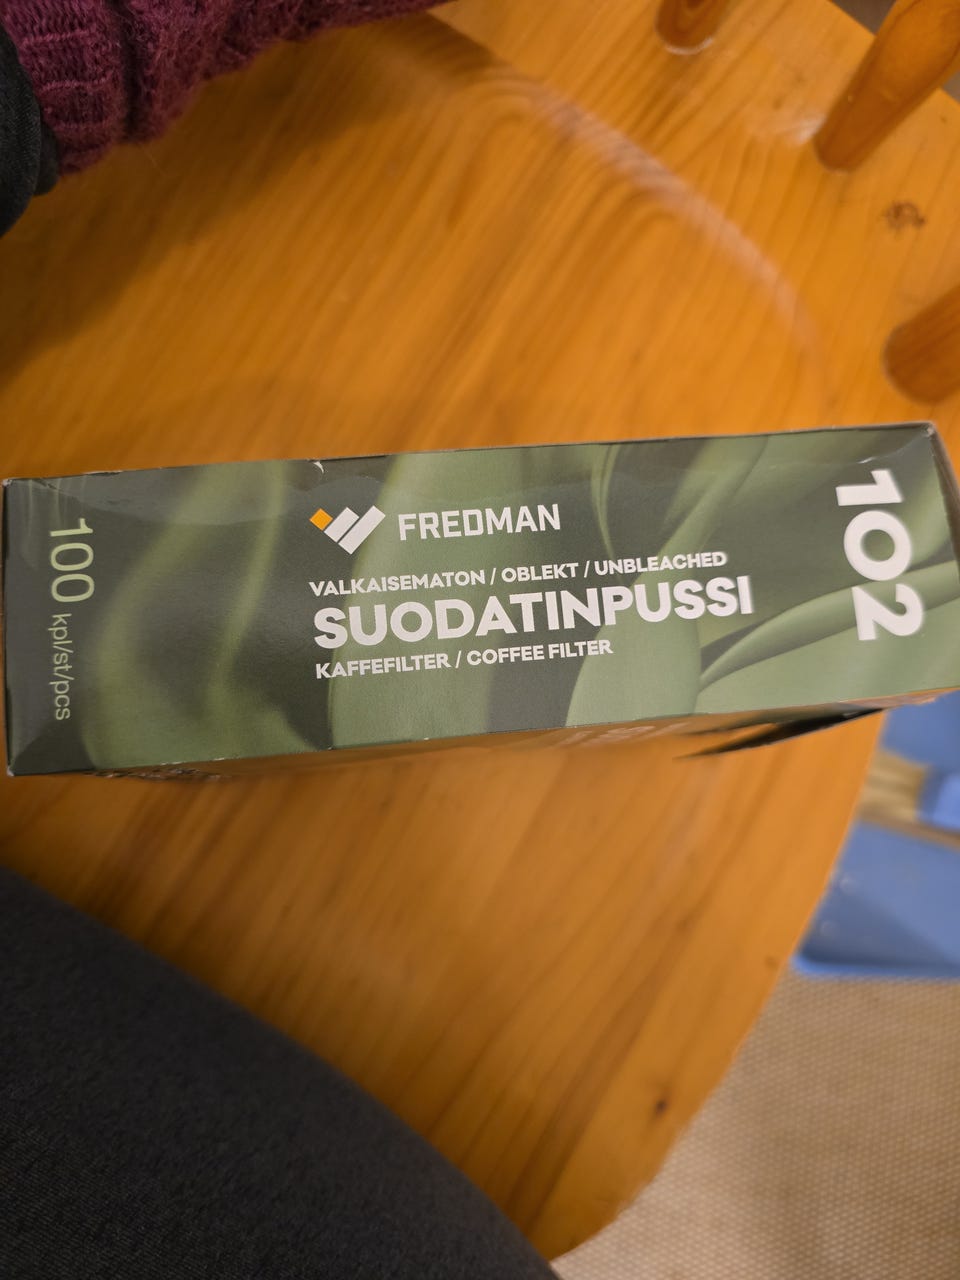 FREDMAN
VALKAISEMATON / OBLEKT / UNBLEACHED
SUODATINPUSSI
KAFFEFILTER / COFFEE FILTER
102
100 kpl/st/pcs